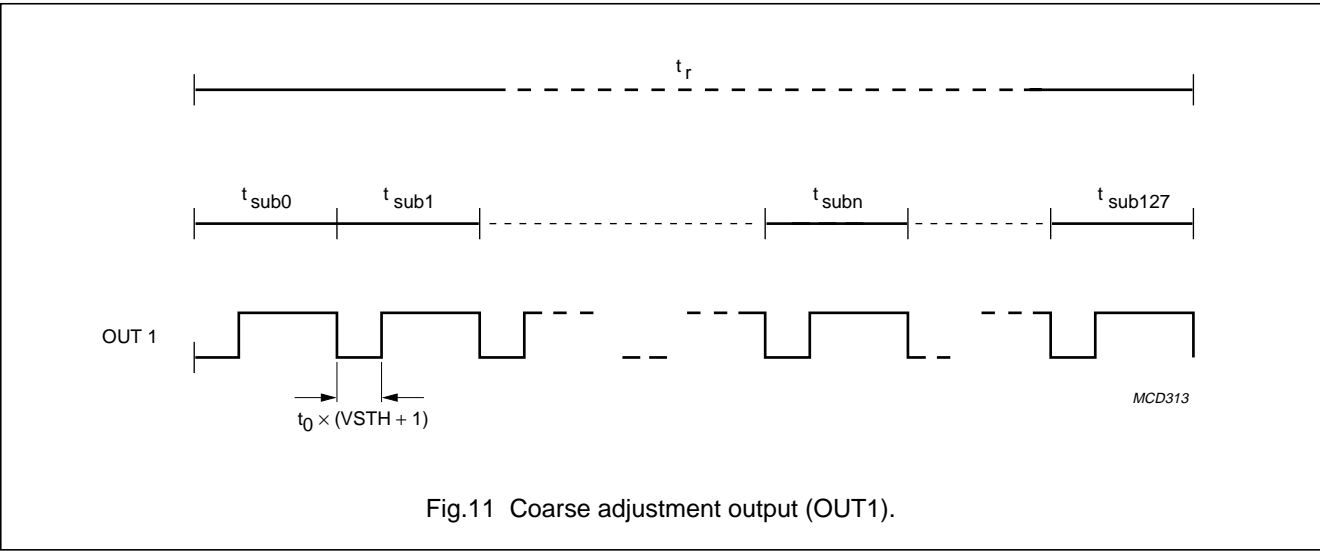 t r
t sub0 t sub1 t subn t sub127
OUT 1
t0 × (VSTH + 1)
MCD313
Fig.11 Coarse adjustment output (OUT1).